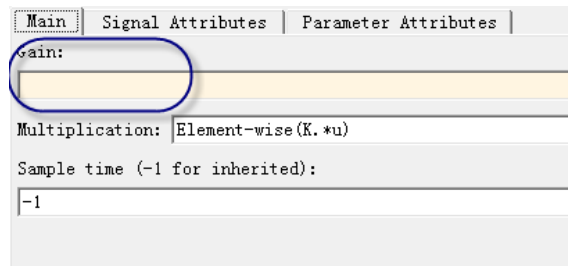 Main Signal Attributes Parameter Attributes
Gain:
Multiplication: Element-wise(K.*u)
Sample time (-1 for inherited):
-1